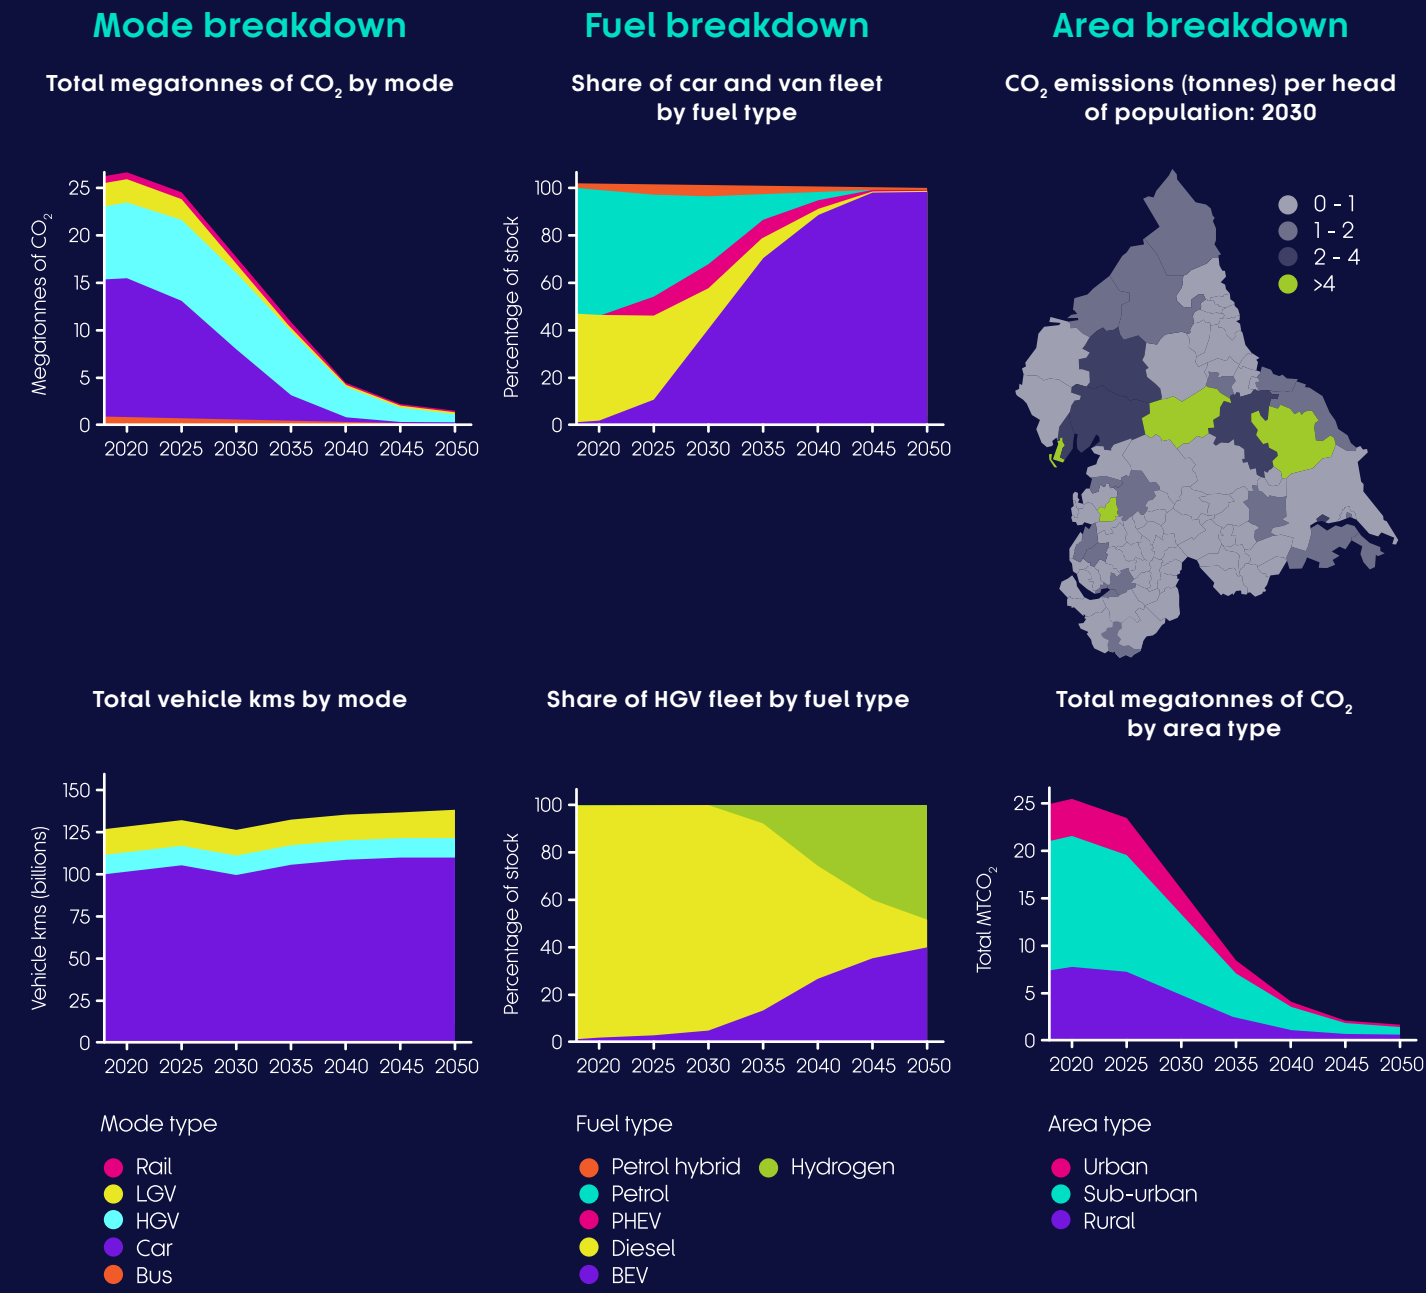 Mode breakdown
Total megatonnes of CO₂ by mode
Megatonnes of CO₂
25
20
15
10
5
0
2020 2025 2030 2035 2040 2045 2050
Total vehicle kms by mode
Vehicle kms (billions)
150
125
100
75
50
25
0
2020 2025 2030 2035 2040 2045 2050
Mode type
Rail
LGV
HGV
Car
Bus
Fuel breakdown
Share of car and van fleet
by fuel type
Percentage of stock
100
80
60
40
20
0
2020 2025 2030 2035 2040 2045 2050
Share of HGV fleet by fuel type
Percentage of stock
100
80
60
40
20
0
2020 2025 2030 2035 2040 2045 2050
Fuel type
Petrol hybrid
Petrol
PHEV
Diesel
BEV
Hydrogen
Area breakdown
CO₂ emissions (tonnes) per head
of population: 2030
0 - 1
1 - 2
2 - 4
>4
Total megatonnes of CO₂
by area type
Total MTCO₂
25
20
15
10
5
0
2020 2025 2030 2035 2040 2045 2050
Area type
Urban
Sub-urban
Rural